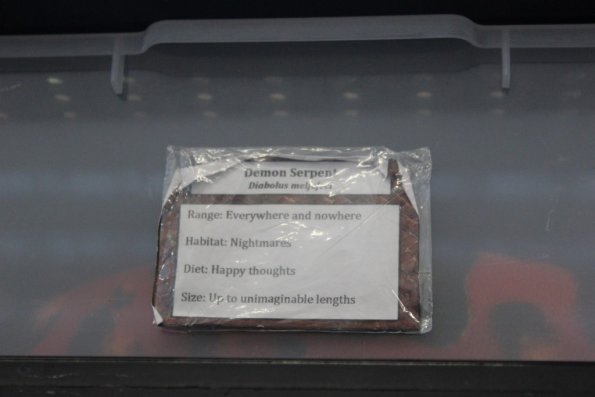 Demon Serpent
Diabolus
Range: Everywhere and nowhere
Habitat: Nightmares
Diet: Happy thoughts
Size: Up to unimaginable lengths